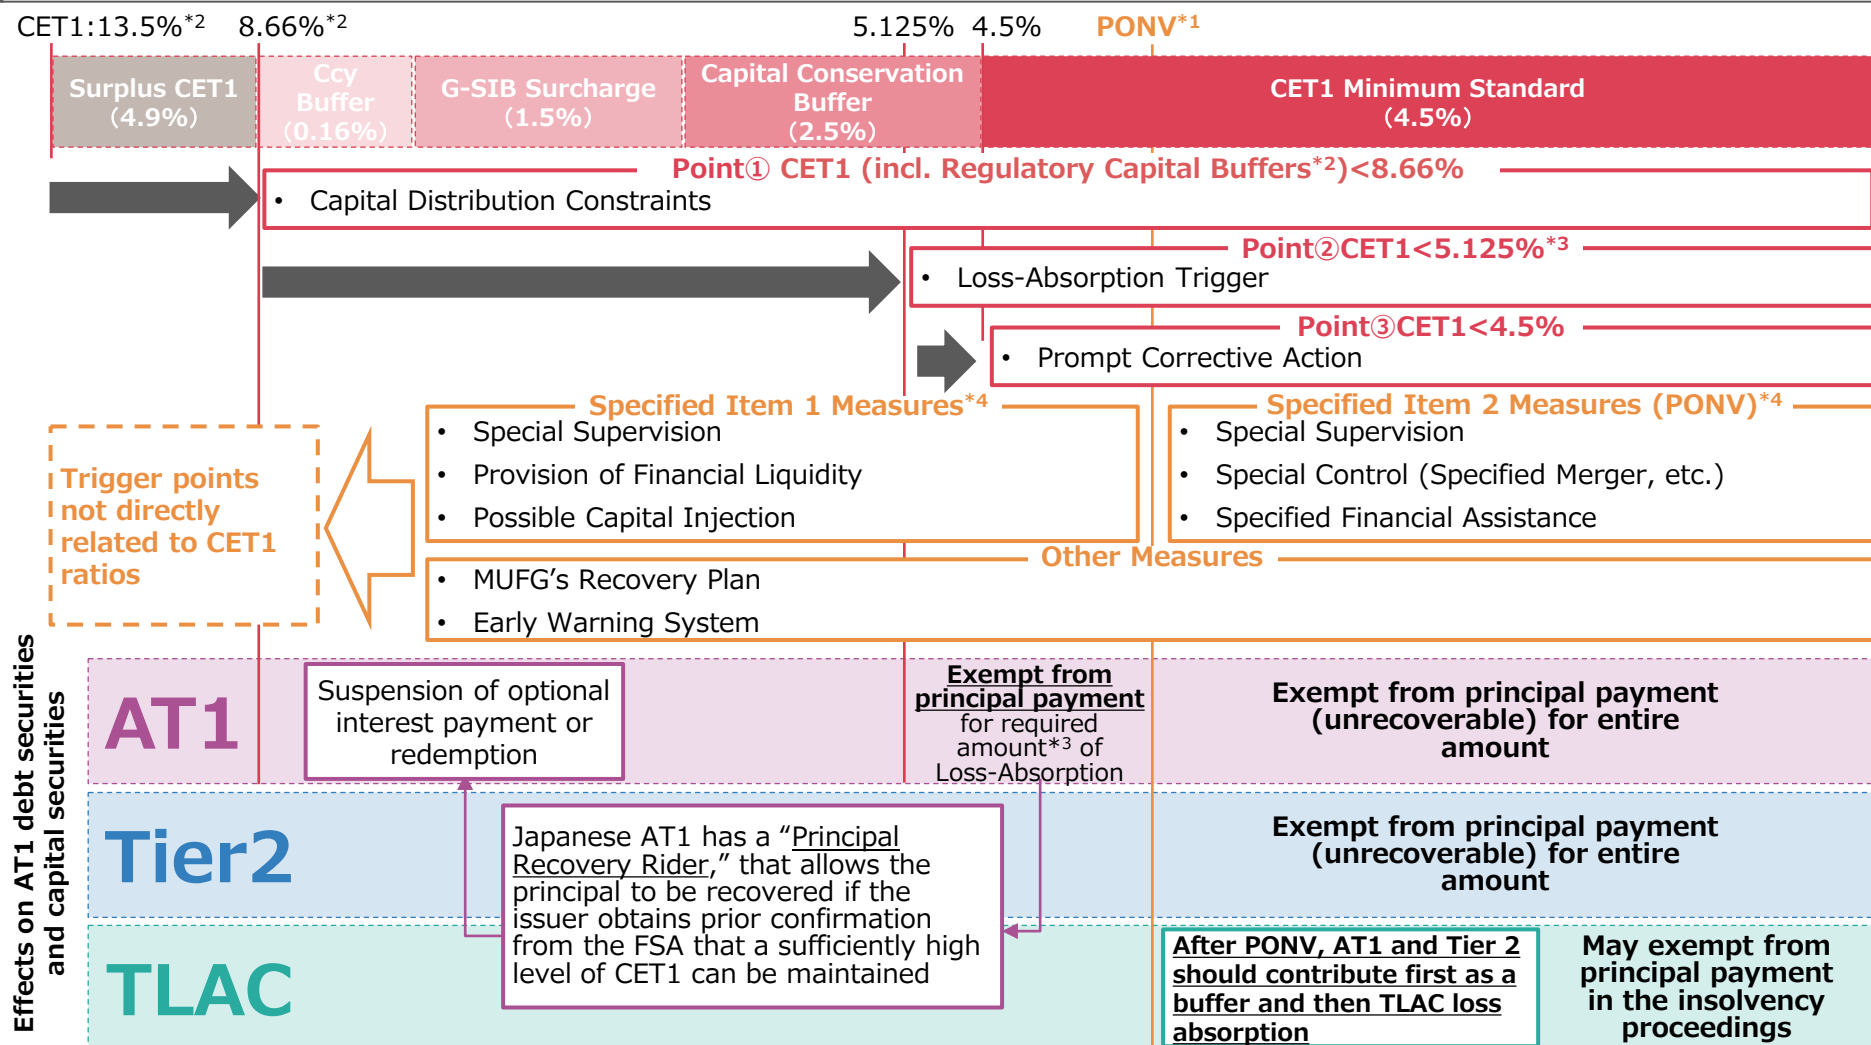 CET1:13.5%*2
8.66%*2
5.125%
4.5%
PONV*1
Surplus CET1
(4.9%)
Ccy
Buffer
(0.16%)
G-SIB Surcharge
(1.5%)
Capital Conservation
Buffer
(2.5%)
CET1 Minimum Standard
(4.5%)
Point① CET1 (incl. Regulatory Capital Buffers*2)<8.66%
• Capital Distribution Constraints
Point②CET1<5.125%*3
• Loss-Absorption Trigger
Point③CET1<4.5%
• Prompt Corrective Action
Specified Item 1 Measures*4
• Special Supervision
• Provision of Financial Liquidity
• Possible Capital Injection
Specified Item 2 Measures (PONV)*4
• Special Supervision
• Special Control (Specified Merger, etc.)
• Specified Financial Assistance
Trigger points
not directly
related to CET1
ratios
Other Measures
• MUFG's Recovery Plan
• Early Warning System
Effects on AT1 debt securities
and capital securities
AT1
Suspension of optional
interest payment or
redemption
Exempt from
principal payment
for required
amount*3 of
Loss-Absorption
Exempt from principal payment
(unrecoverable) for entire
amount
Tier2
Japanese AT1 has a “Principal
Recovery Rider,” that allows the
principal to be recovered if the
issuer obtains prior confirmation
from the FSA that a sufficiently high
level of CET1 can be maintained
Exempt from principal payment
(unrecoverable) for entire
amount
TLAC
After PONV, AT1 and Tier 2
should contribute first as a
buffer and then TLAC loss
absorption
May exempt from
principal payment
in the insolvency
proceedings